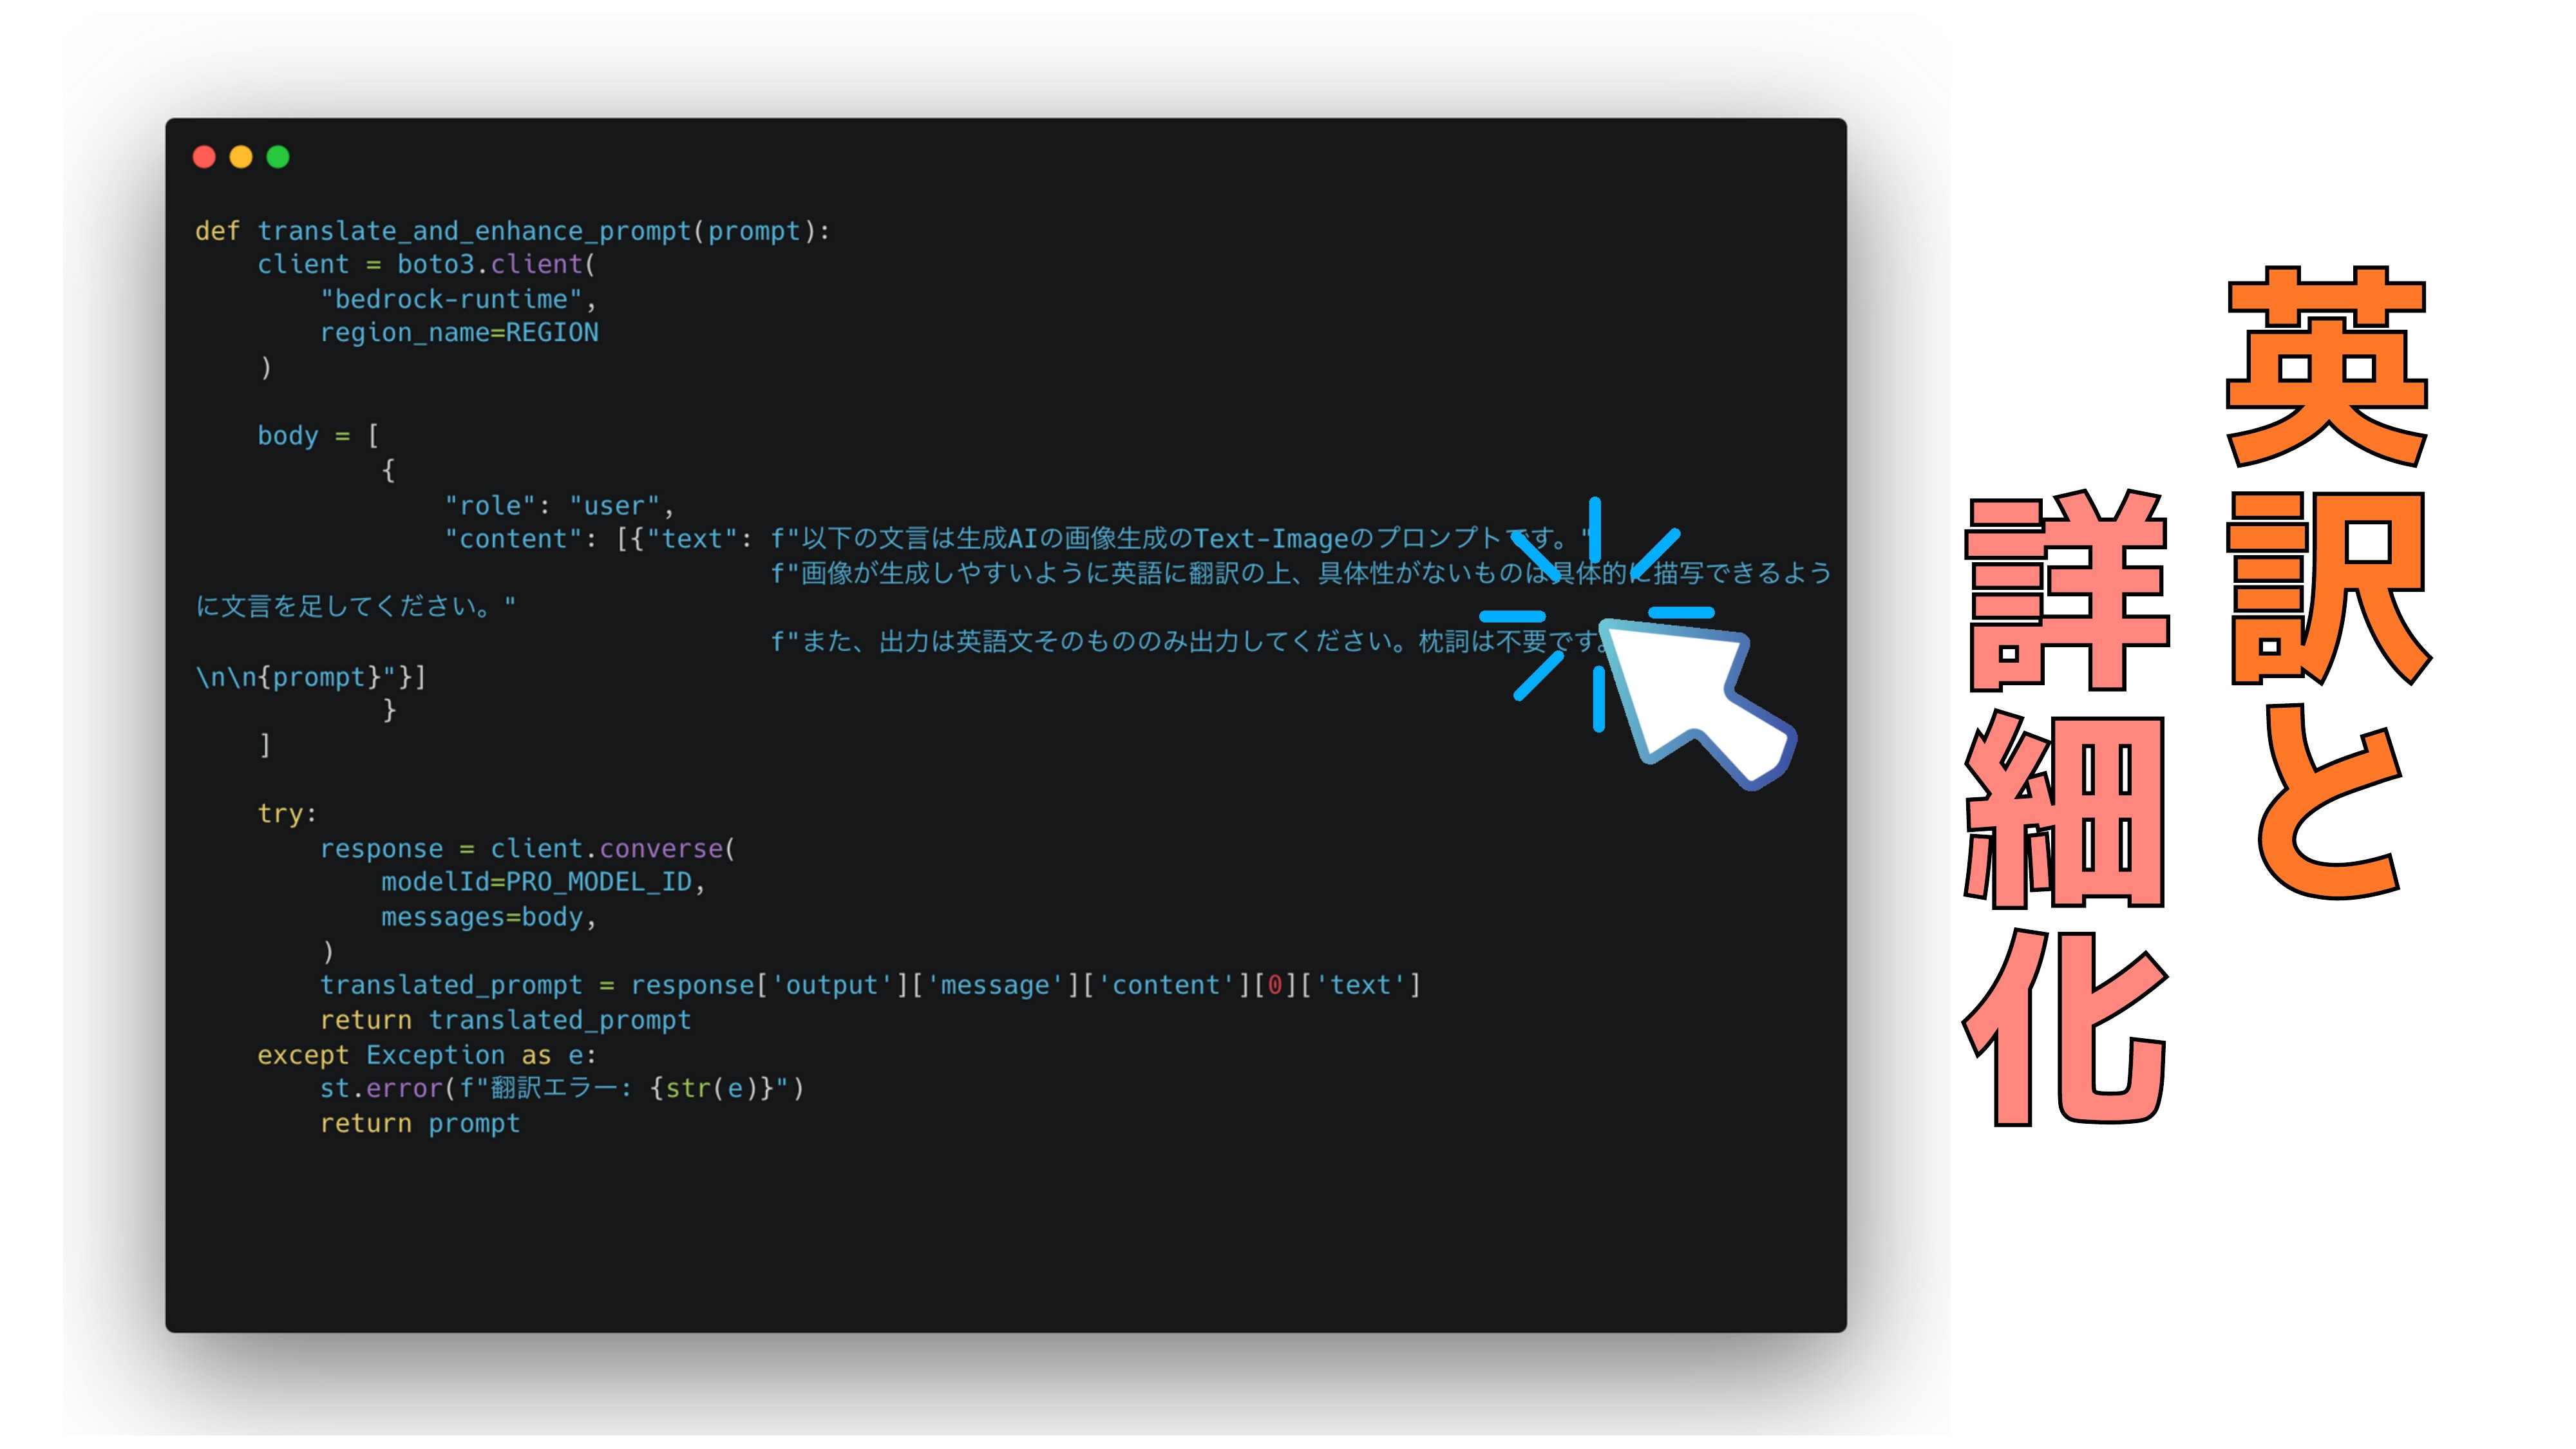 def translate_and_enhance_prompt(prompt):
    client = boto3.client(
        "bedrock-runtime",
        region_name=REGION
    )

    body = [
            {
                "role": "user",
                "content": [{"text": f"以下の文言は生成AIの画像生成のText-Imageのプロンプトです。"
                                     f"画像が生成しやすいように英語に翻訳の上、具体性がないものは具体的に描写できるよう
に文言を足してください。"
                                     f"また、出力は英語文そのもののみ出力してください。枕詞は不要です。
\n\n{prompt}"}]
            }
    ]

    try:
        response = client.converse(
            modelId=PRO_MODEL_ID,
            messages=body,
        )
        translated_prompt = response['output']['message']['content'][0]['text']
        return translated_prompt
    except Exception as e:
        st.error(f"翻訳エラー: {str(e)}")
        return prompt
英訳と
詳細化